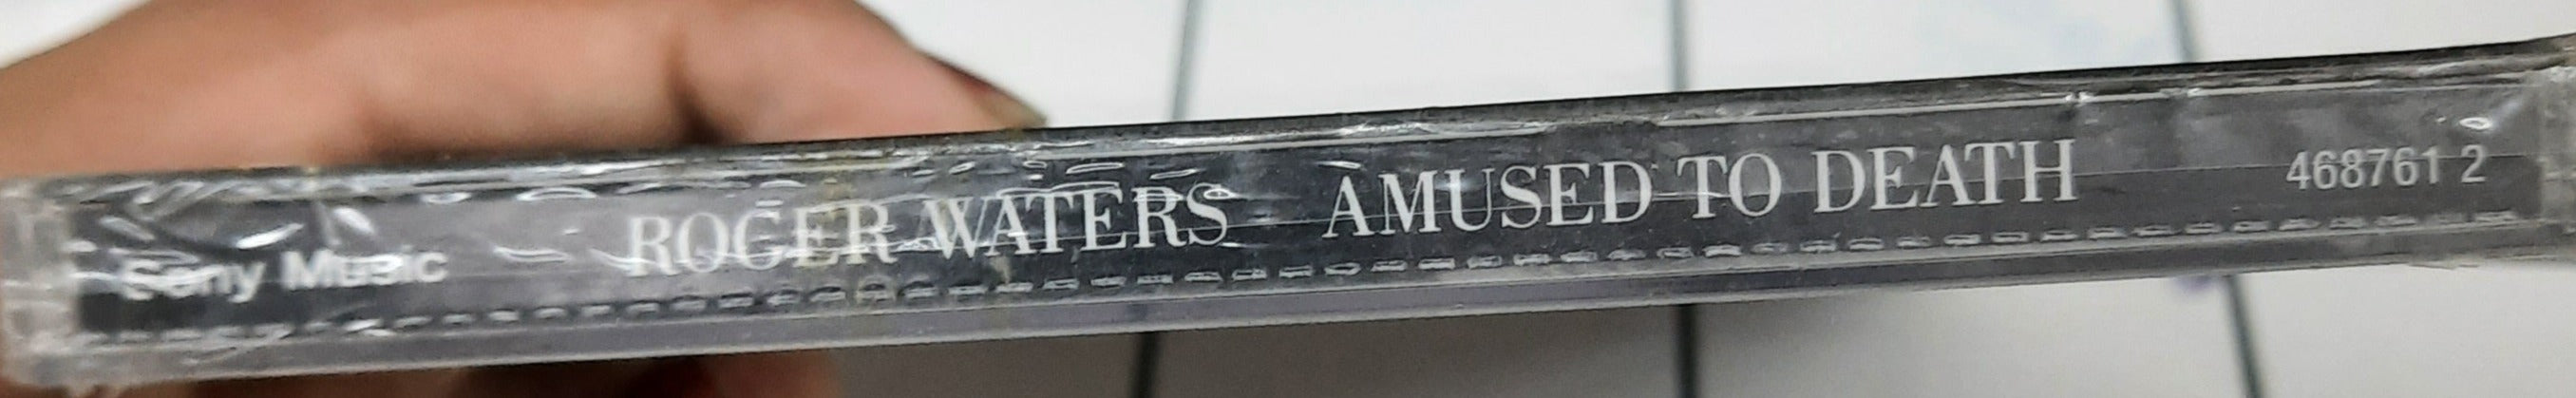 Sony Music ROGER WATERS AMUSED TO DEATH 468761 2